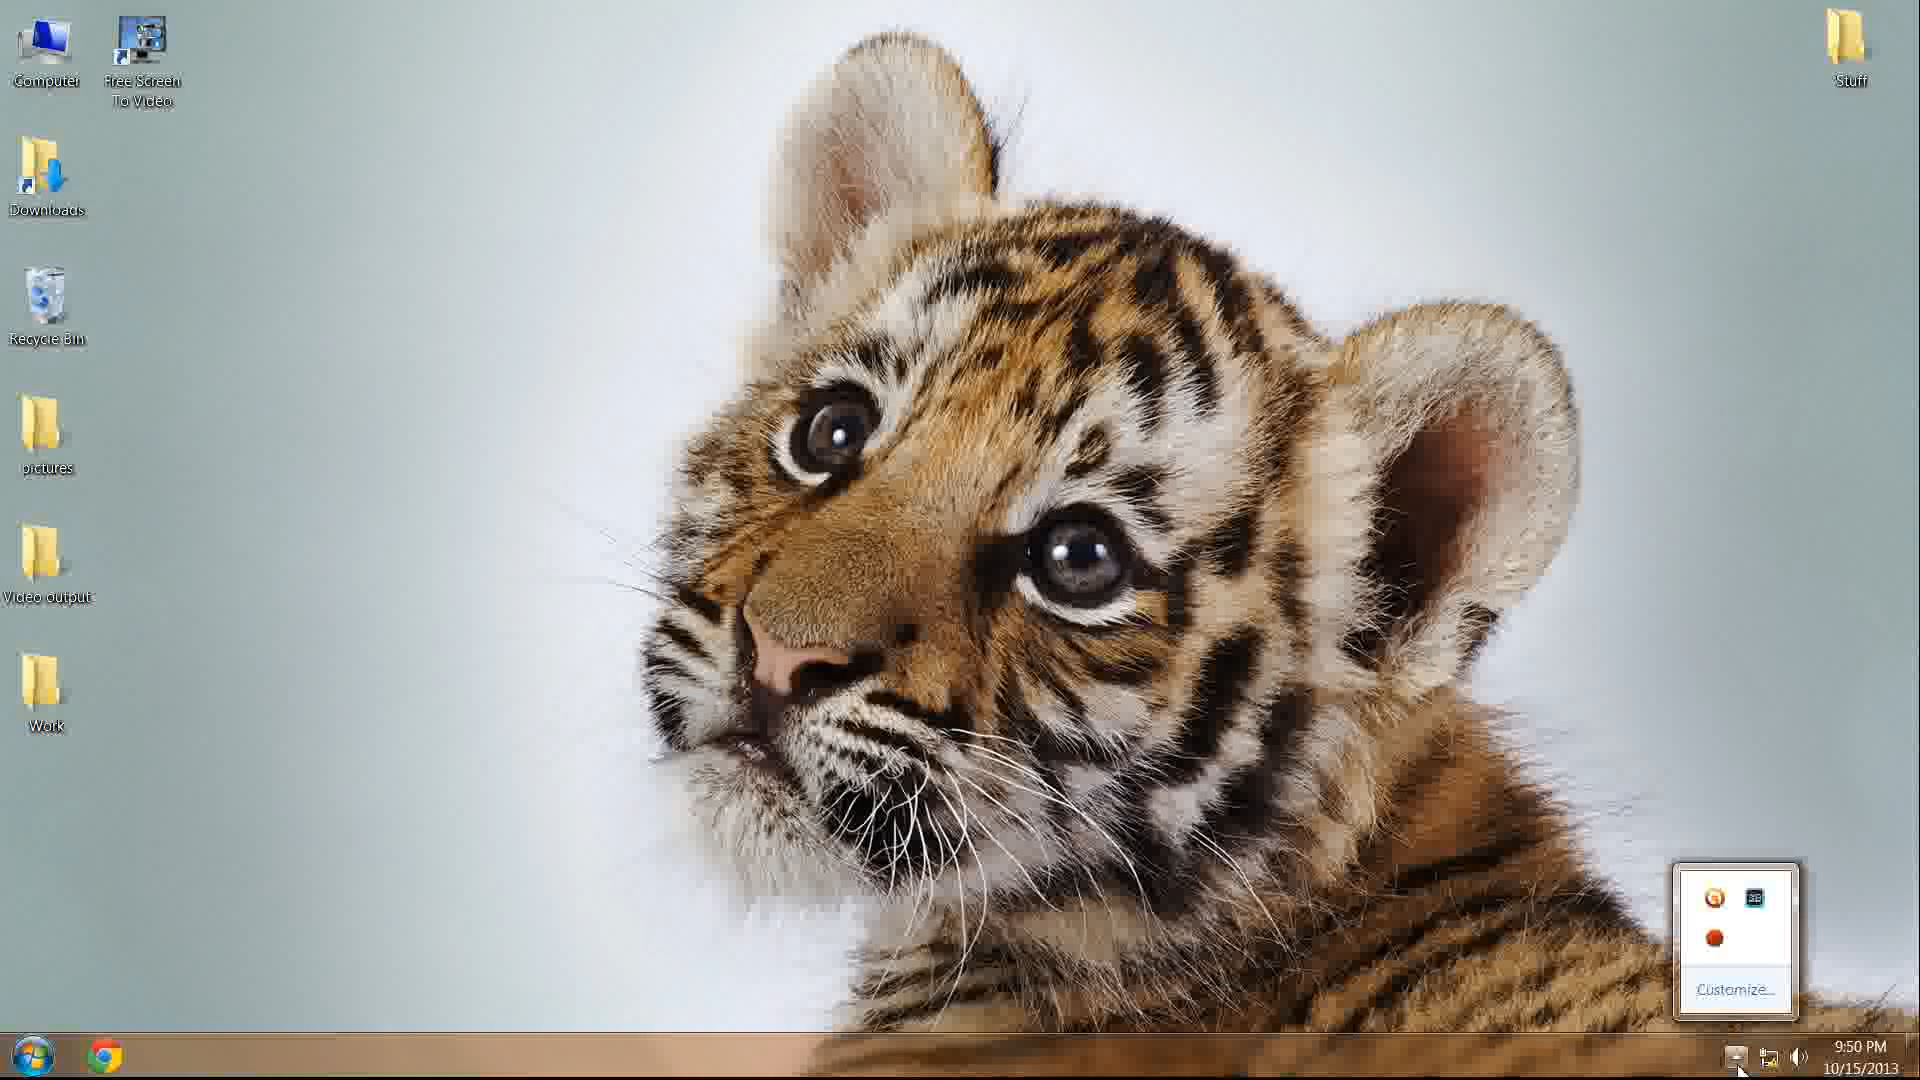 Computer
Free Screen
To Video
Stuff
Downloads
Recycle Bin
pictures
Video output
Work
Customize...
9:50 PM
10/15/2013